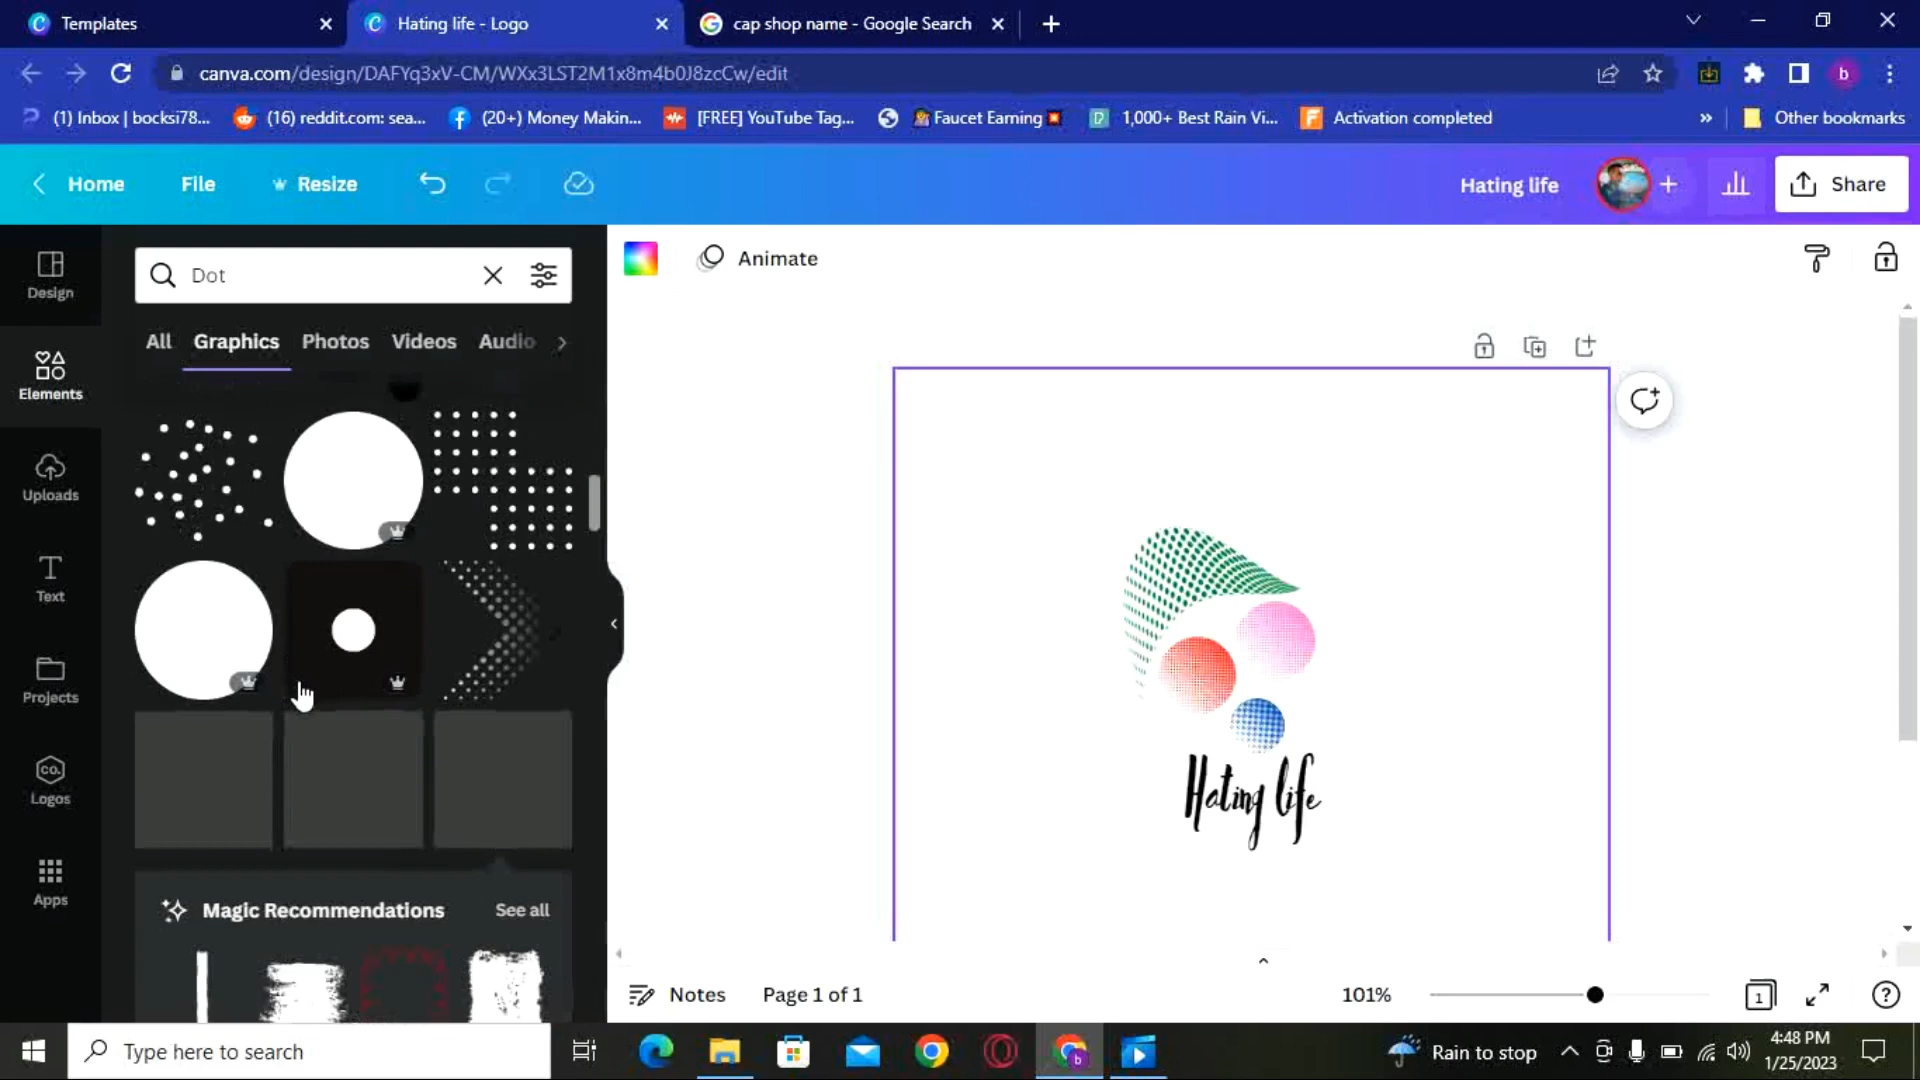 Templates
Hating life - Logo
cap shop name - Google Search
canva.com/design/DAFYq3xV-CM/WXx3LST2M1x8m4b0J8zcCw/edit
b
(1) Inbox | bocksi78...
(16) reddit.com: sea...
(20+) Money Makin...
[FREE] YouTube Tag...
Faucet Earning
1,000+ Best Rain Vi...
Activation completed
»
Other bookmarks
Home
File
Resize
Hating life
+
Share
Design
Elements
Uploads
Text
Projects
CO.
Logos
Apps
Dot
All
Graphics
Photos
Videos
Audio
Animate
Hating life
Magic Recommendations
See all
Notes
Page 1 of 1
101%
1
?
Type here to search
b
Rain to stop
4:48 PM
1/25/2023